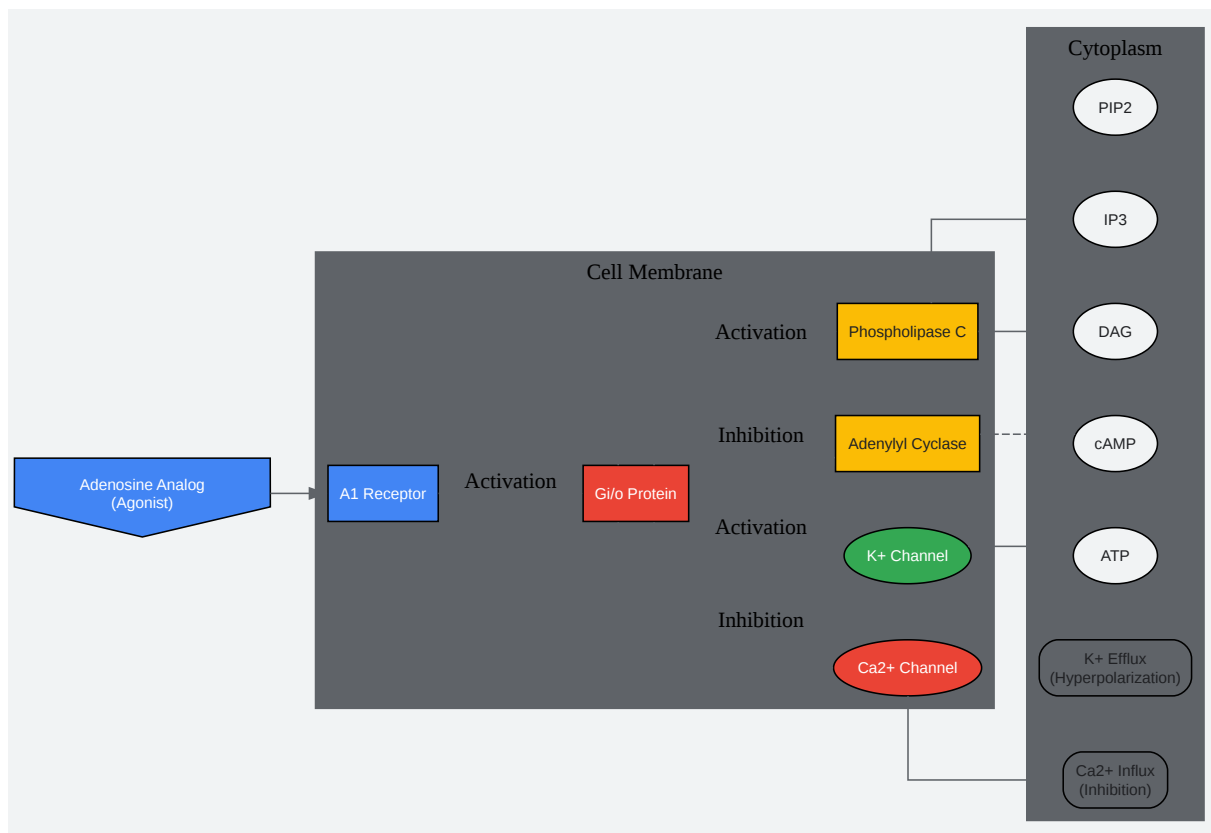 Cytoplasm
PIP2
IP3
Cell Membrane
Activation
Phospholipase C
DAG
Inhibition
Adenylyl Cyclase
cAMP
Adenosine Analog
(Agonist)
A1 Receptor
Activation
Gi/o Protein
Activation
K+ Channel
ATP
Inhibition
Ca2+ Channel
K+ Efflux
(Hyperpolarization)
Ca2+ Influx
(Inhibition)